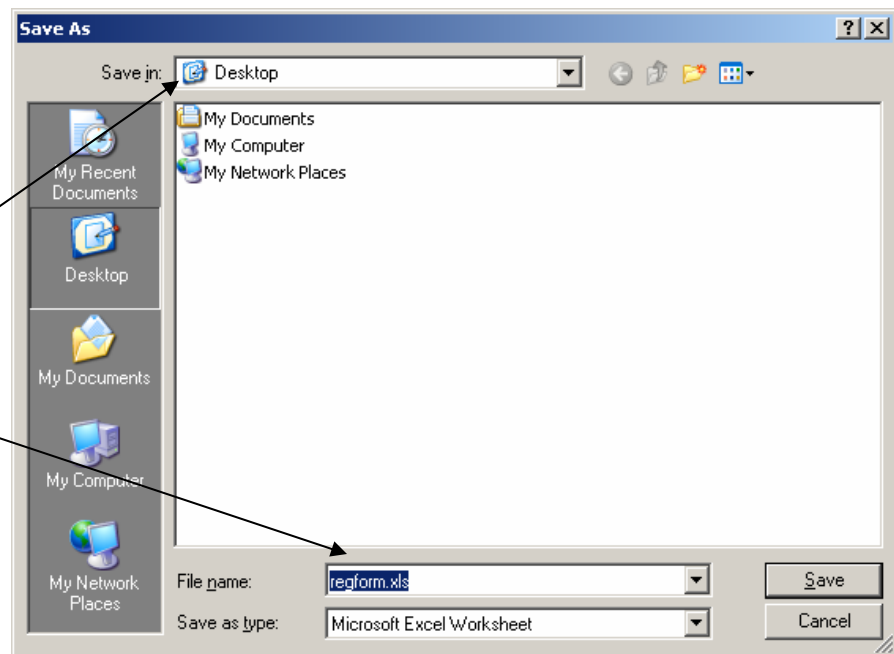 Save As
?
Save in:
Desktop
My Documents
My Computer
My Network Places
My Recent
Documents
Desktop
My Documents
My Computer
My Network
Places
File name:
regform.xls
Save
Save as type:
Microsoft Excel Worksheet
Cancel